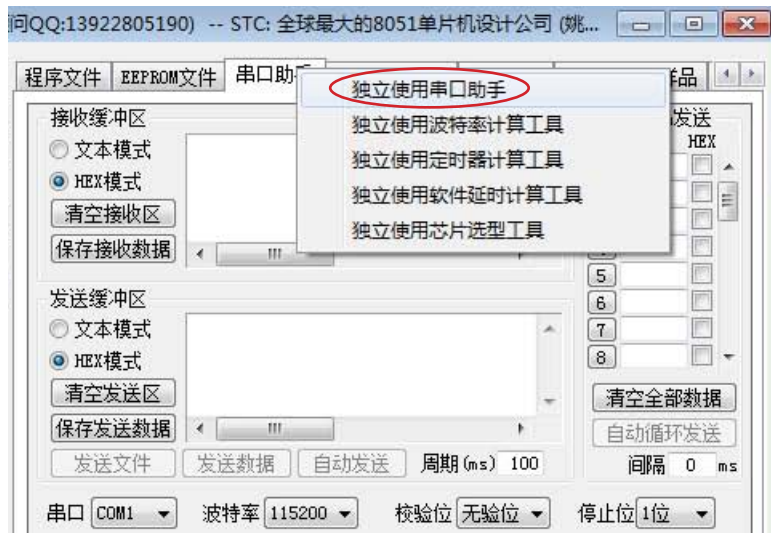 问QQ:13922805190) -- STC: 全球最大的8051单片机设计公司 (姚...
程序文件 EEPROM文件 串口助
样品
独立使用串口助手
独立使用波特率计算工具
独立使用定时器计算工具
独立使用软件延时计算工具
独立使用芯片选型工具
接收缓冲区
文本模式
HEX模式
清空接收区
保存接收数据
发送
HEX
5
6
7
8
发送缓冲区
文本模式
HEX模式
清空发送区
保存发送数据
发送文件 发送数据 自动发送 周期(ms) 100
清空全部数据
自动循环发送
间隔 0 ms
串口 COM1 波特率 115200 校验位 无验位 停止位 1位